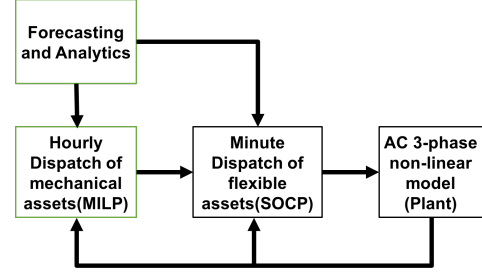 Forecasting
and Analytics
Hourly
Dispatch of
mechanical
assets(MILP)
Minute
Dispatch of
flexible
assets(SOCP)
AC 3-phase
non-linear
model
(Plant)